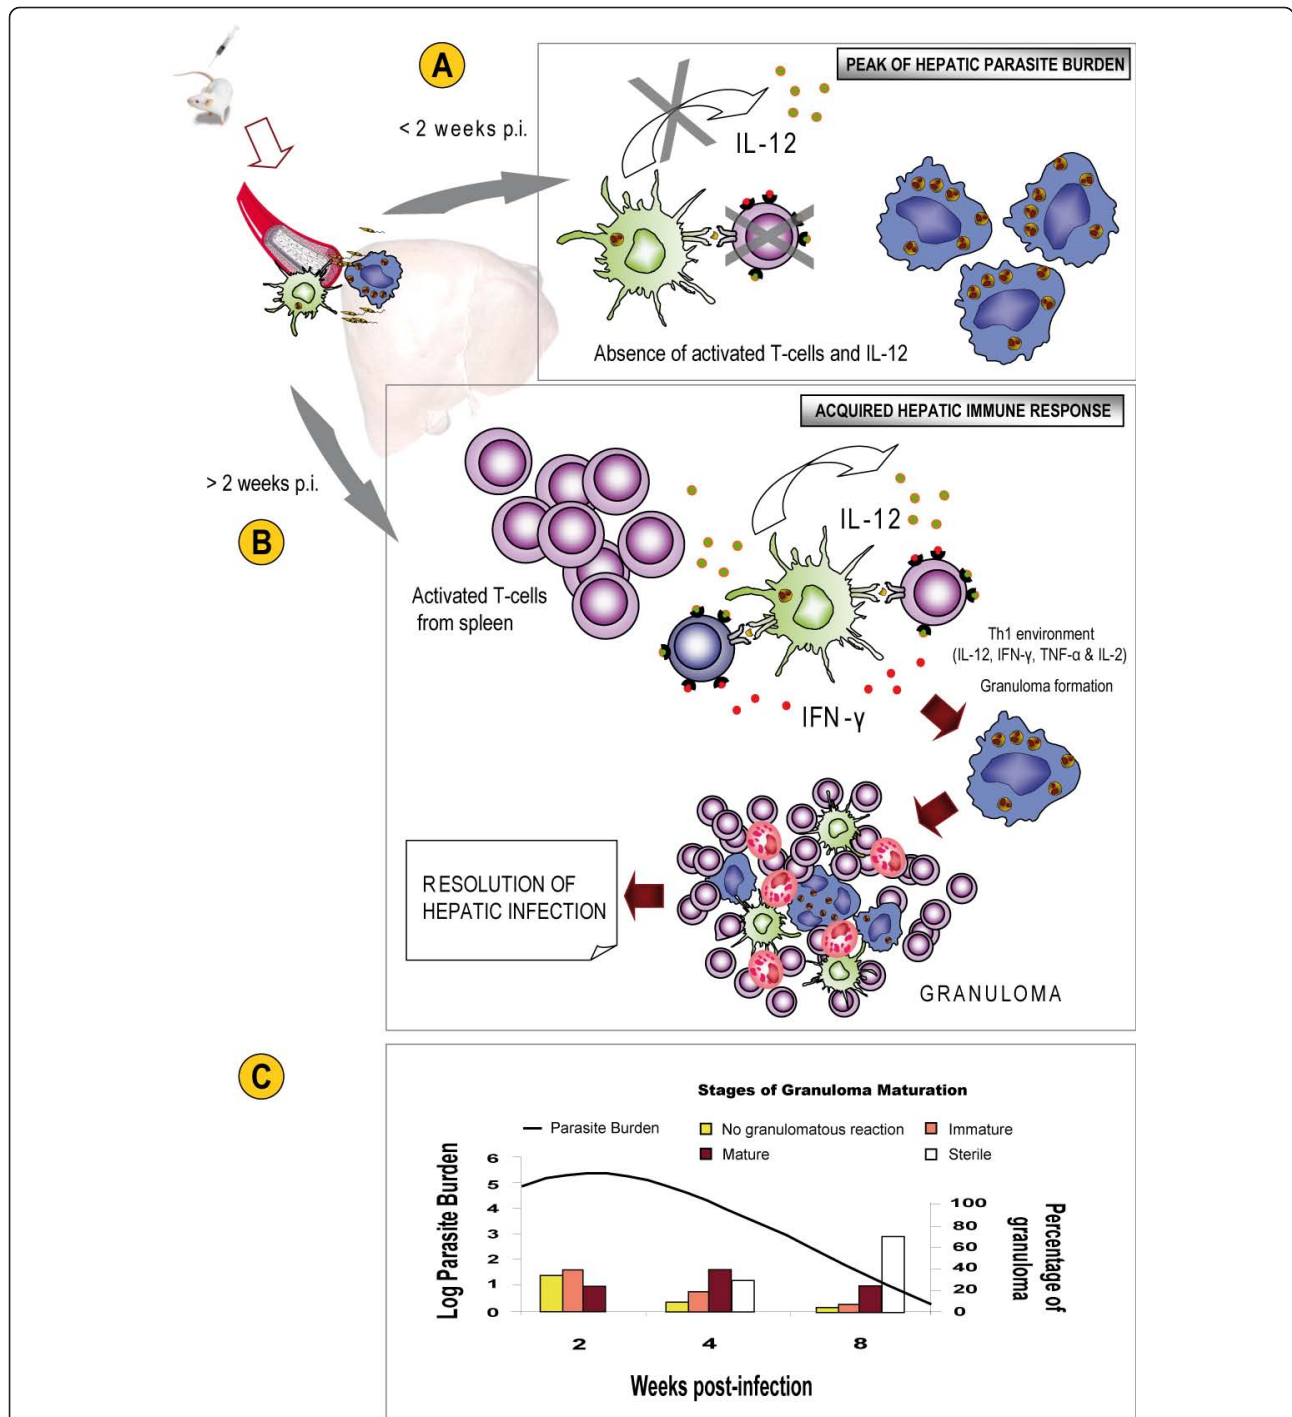 A
PEAK OF HEPATIC PARASITE BURDEN
< 2 weeks p.i.
IL-12
Absence of activated T-cells and IL-12
ACQUIRED HEPATIC IMMUNE RESPONSE
> 2 weeks p.i.
B
IL-12
Activated T-cells
from spleen
Th1 environment
(IL-12, IFN-γ, TNF-α & IL-2)
Granuloma formation
IFN-γ
RESOLUTION OF
HEPATIC INFECTION
GRANULOMA
C
Stages of Granuloma Maturation
Parasite Burden
No granulomatous reaction
Immature
Mature
Sterile
Log Parasite Burden
6
5
4
3
2
1
0
100
80
60
40
20
0
Percentage of
granuloma
2 4 8
Weeks post-infection